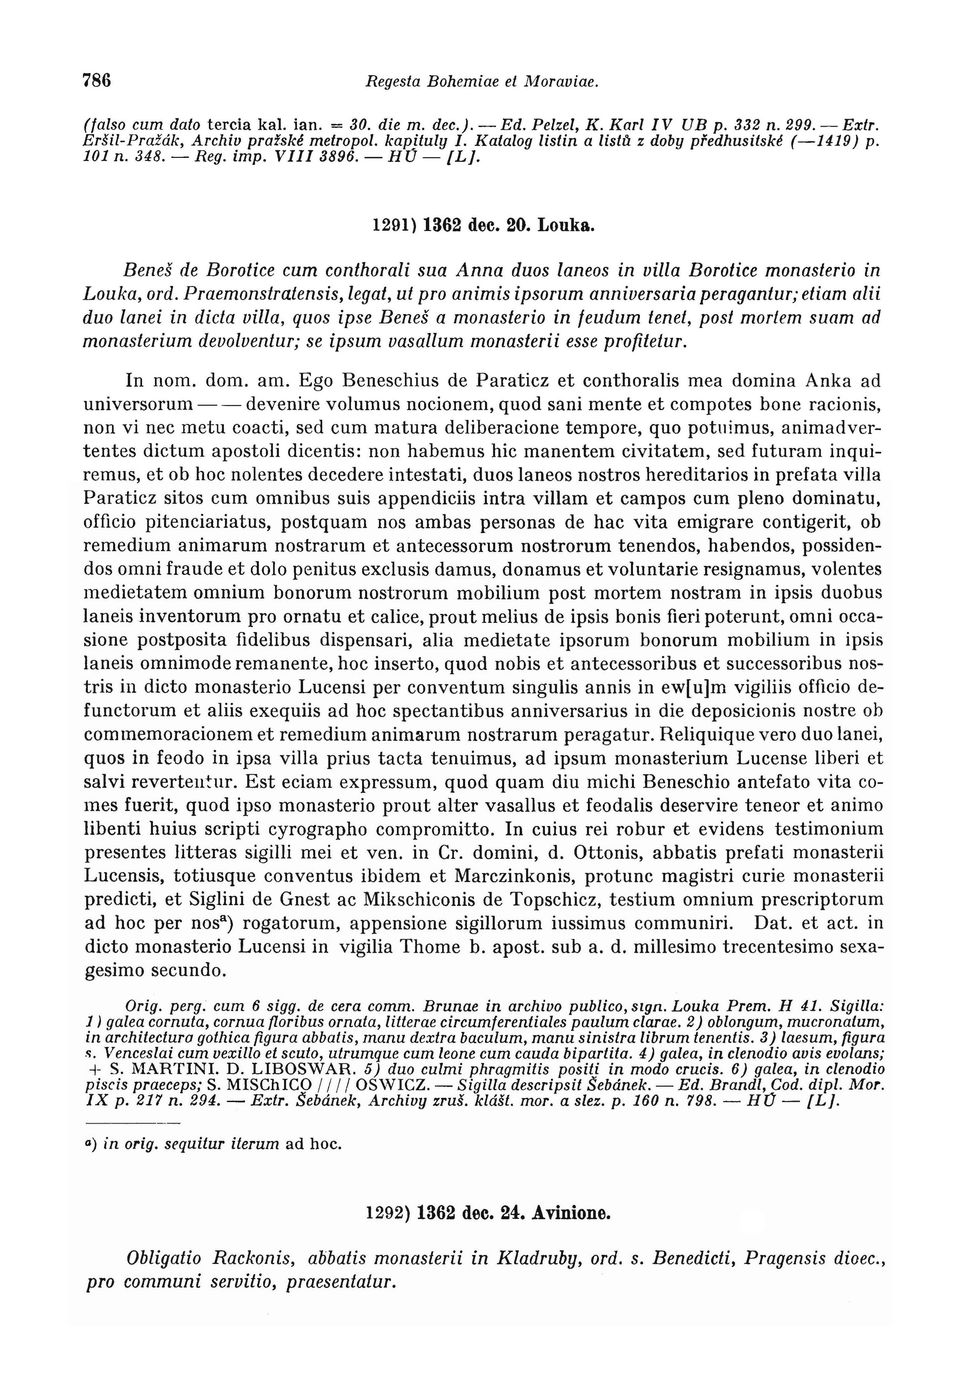 786 Regesta Bohemiae et Moraviae.
(falso cum dato tercia kal. ian. = 30. die m. dec.). — Ed. Pelzel, K. Karl IV UB p. 332 n. 299. — Extr.
Eršil-Pražák, Archiv pražské metropol. kapituly I. Katalog listin a listů z doby předhusitské (—1419) p.
101 n. 348. — Reg. imp. VIII 3896. — HÚ — [L].
1291) 1362 dec. 20. Louka.
Beneš de Borotice cum conthorali sua Anna duos laneos in villa Borotice monasterio in
Louka, ord. Praemonstratensis, legat, ut pro animis ipsorum anniversaria peragantur; etiam alii
duo lanei in dicta villa, quos ipse Beneš a monasterio in feudum tenet, post mortem suam ad
monasterium devolventur; se ipsum vasallum monasterii esse profitetur.
In nom. dom. am. Ego Beneschius de Paraticz et conthoralis mea domina Anka ad
universorum — — devenire volumus nocionem, quod sani mente et compotes bone racionis,
non vi nec metu coacti, sed cum matura deliberacione tempore, quo potuimus, animadver-
tentes dictum apostoli dicentis: non habemus hic manentem civitatem, sed futuram inqui-
remus, et ob hoc nolentes decedere intestati, duos laneos nostros hereditarios in prefata villa
Paraticz sitos cum omnibus suis appendiciis intra villam et campos cum pleno dominatu,
officio pitenciariatus, postquam nos ambas personas de hac vita emigrare contigerit, ob
remedium animarum nostrarum et antecessorum nostrorum tenendos, habendos, possiden-
dos omni fraude et dolo penitus exclusis damus, donamus et voluntarie resignamus, volentes
medietatem omnium bonorum nostrorum mobilium post mortem nostram in ipsis duobus
laneis inventorum pro ornatu et calice, prout melius de ipsis bonis fieri poterunt, omni occa-
sione postposita fidelibus dispensari, alia medietate ipsorum bonorum mobilium in ipsis
laneis omnimode remanente, hoc inserto, quod nobis et antecessoribus et successoribus nos-
tris in dicto monasterio Lucensi per conventum singulis annis in ew[u]m vigiliis officio de-
functorum et aliis exequiis ad hoc spectantibus anniversarius in die deposicionis nostre ob
commemoracionem et remedium animarum nostrarum peragatur. Reliquique vero duo lanei,
quos in feodo in ipsa villa prius tacta tenuimus, ad ipsum monasterium Lucense liberi et
salvi revertentur. Est eciam expressum, quod quam diu michi Beneschio antefato vita co-
mes fuerit, quod ipso monasterio prout alter vasallus et feodalis deservire teneor et animo
libenti huius scripti cyrographo compromitto. In cuius rei robur et evidens testimonium
presentes litteras sigilli mei et ven. in Cr. domini, d. Ottonis, abbatis prefati monasterii
Lucensis, totiusque conventus ibidem et Marczinkonis, protunc magistri curie monasterii
predicti, et Siglini de Gnest ac Mikschiconis de Topschicz, testium omnium prescriptorum
ad hoc per nosa) rogatorum, appensione sigillorum iussimus communiri. Dat. et act. in
dicto monasterio Lucensi in vigilia Thome b. apost. sub a. d. millesimo trecentesimo sexa-
gesimo secundo.
Orig. perg. cum 6 sigg. de cera comm. Brunae in archivo publico, sign. Louka Prem. H 41. Sigilla:
1) galea cornuta, cornua floribus ornata, litterae circumferentiales paulum clarae. 2) oblongum, mucronatum,
in architectura gothica figura abbatis, manu dextra baculum, manu sinistra librum tenentis. 3) laesum, figura
s. Venceslai cum vexillo et scuto, utrumque cum leone cum cauda bipartita. 4) galea, in clenodio avis evolans;
+ S. MARTINI. D. LIBOSWAR. 5) duo culmi phragmitis positi in modo crucis. 6) galea, in clenodio
piscis praeceps; S. MISChICO //// OSWICZ. — Sigilla descripsit Šebánek. — Ed. Brandl, Cod. dipl. Mor.
IX p. 217 n. 294. — Extr. Šebánek, Archivy zruš. klášt. mor. a slez. p. 160 n. 798. — HÚ — [L].
a) in orig. sequitur iterum ad hoc.
1292) 1362 dec. 24. Avinione.
Obligatio Rackonis, abbatis monasterii in Kladruby, ord. s. Benedicti, Pragensis dioec.,
pro communi servitio, praesentatur.